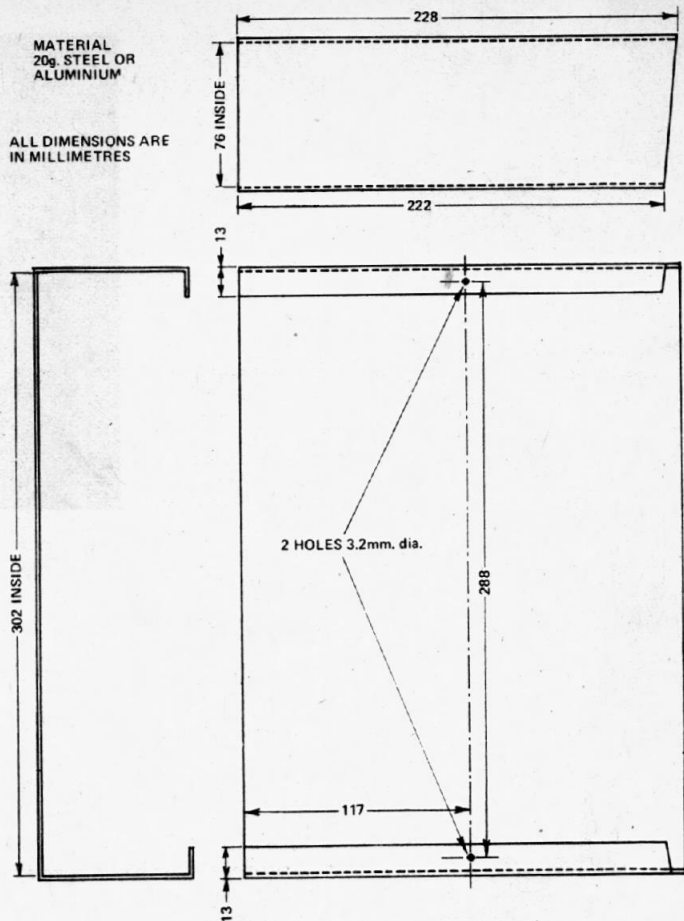 MATERIAL
20g. STEEL OR
ALUMINIUM
ALL DIMENSIONS ARE
IN MILLIMETRES
228
76 INSIDE
222
13
302 INSIDE
2 HOLES 3.2mm. dia.
288
117
13